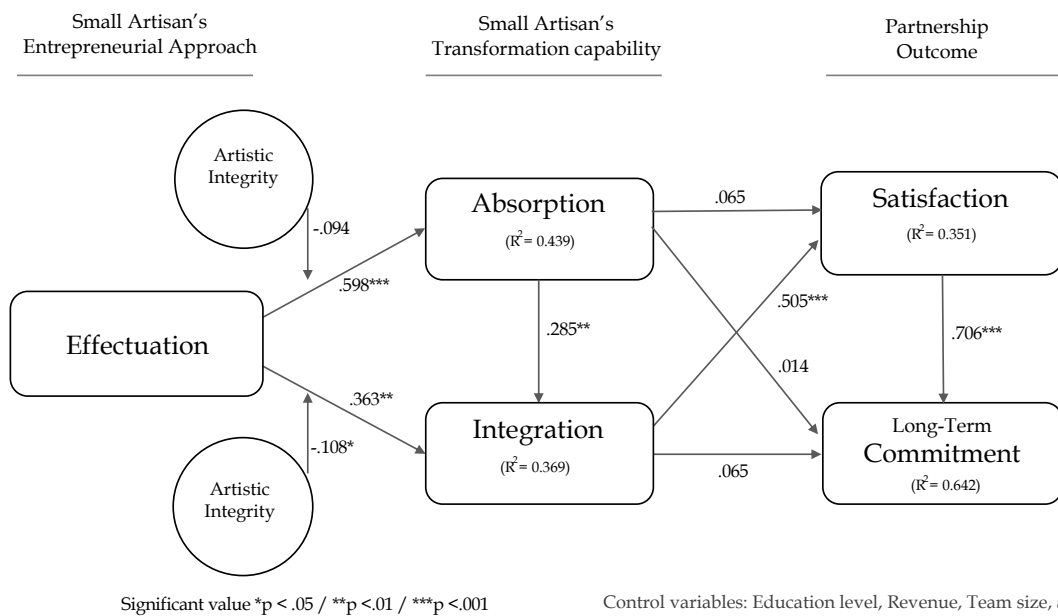 Small Artisan's
Entrepreneurial Approach
Small Artisan's
Transformation capability
Partnership
Outcome
Artistic
Integrity
-.094
.598***
Effectuation
.363**
-.108*
Artistic
Integrity
Absorption
(R² = 0.439)
.285**
Integration
(R² = 0.369)
.065
.505***
.014
.065
Satisfaction
(R² = 0.351)
.706***
Long-Term
Commitment
(R² = 0.642)
Significant value *p < .05 / **p <.01 / ***p <.001
Control variables: Education level, Revenue, Team size,